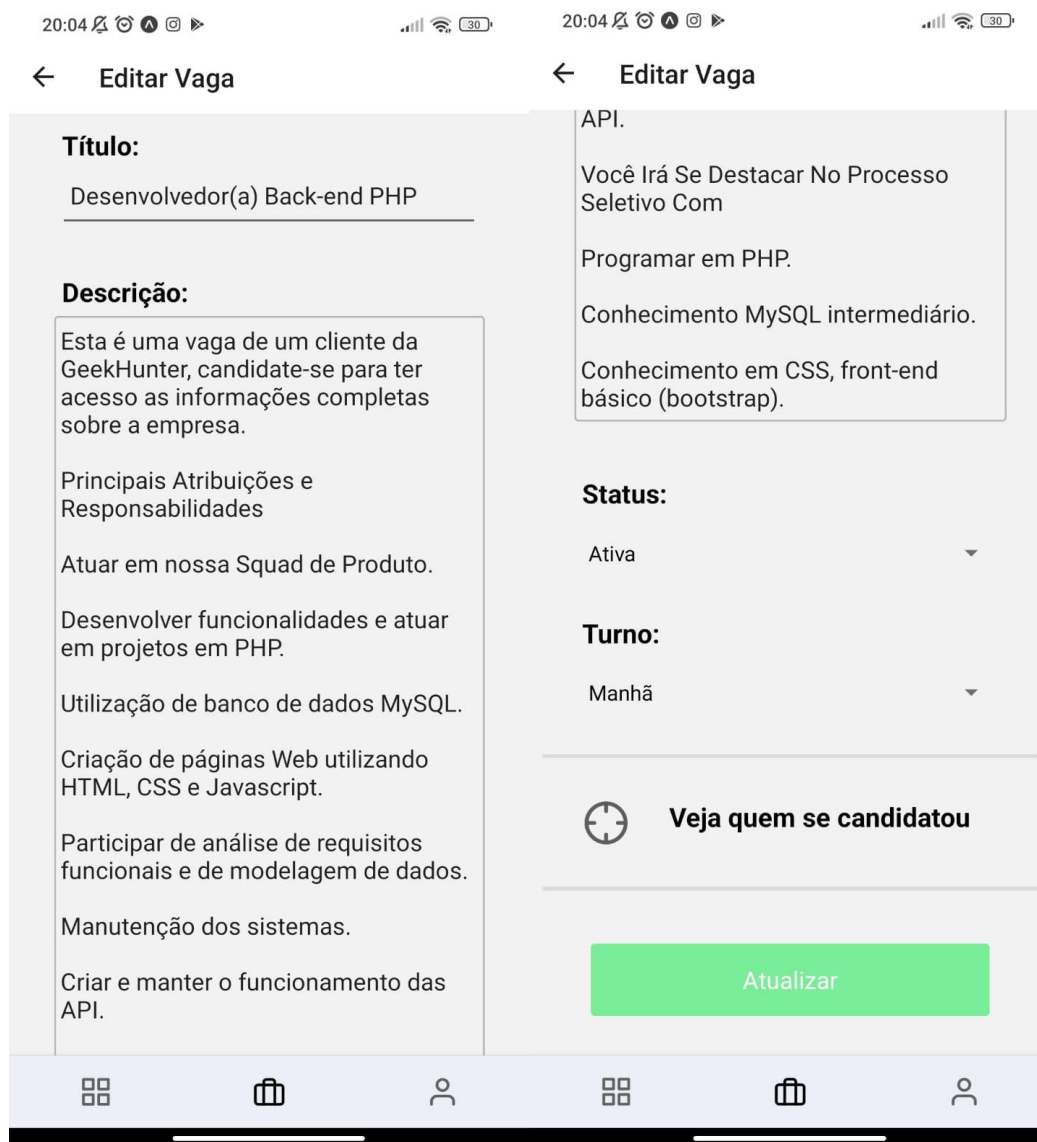 20:04
30
Editar Vaga
Título:
Desenvolvedor(a) Back-end PHP
Descrição:
Esta é uma vaga de um cliente da
GeekHunter, candidate-se para ter
acesso as informações completas
sobre a empresa.
Principais Atribuições e
Responsabilidades
Atuar em nossa Squad de Produto.
Desenvolver funcionalidades e atuar
em projetos em PHP.
Utilização de banco de dados MySQL.
Criação de páginas Web utilizando
HTML, CSS e Javascript.
Participar de análise de requisitos
funcionais e de modelagem de dados.
Manutenção dos sistemas.
Criar e manter o funcionamento das
API.
20:04
30
Editar Vaga
API.
Você Irá Se Destacar No Processo
Seletivo Com
Programar em PHP.
Conhecimento MySQL intermediário.
Conhecimento em CSS, front-end
básico (bootstrap).
Status:
Ativa
Turno:
Manhã
Veja quem se candidatou
Atualizar